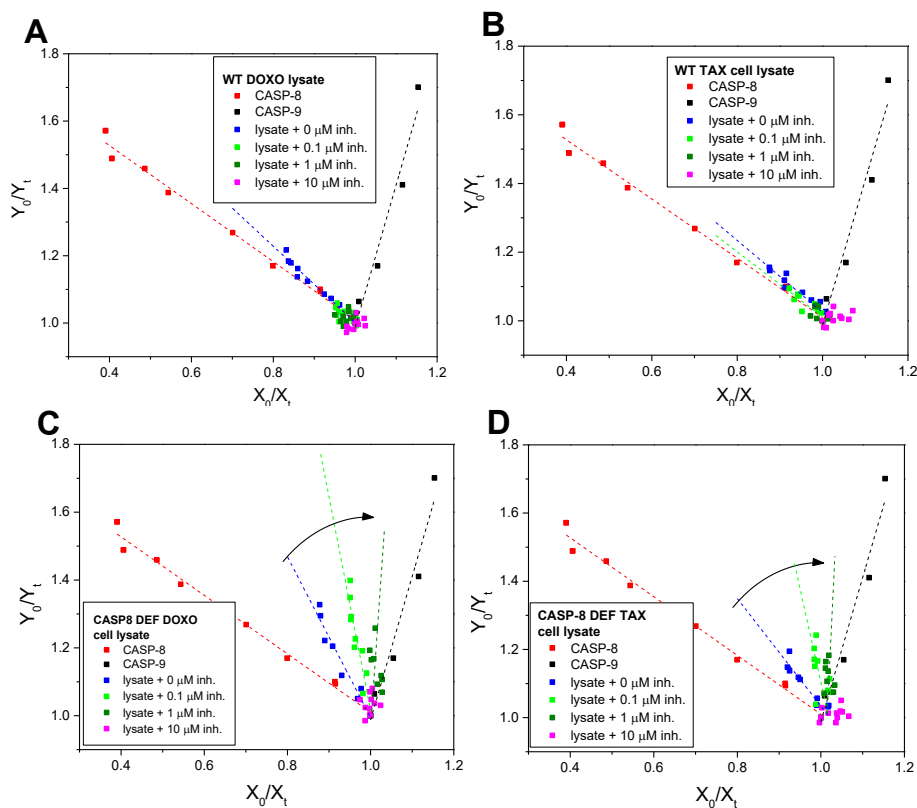 A
WT DOXO lysate
CASP-8
CASP-9
lysate + 0 μM inh.
lysate + 0.1 μM inh.
lysate + 1 μM inh.
lysate + 10 μM inh.
1.8
1.6
1.4
1.2
1.0
0.4 0.6 0.8 1.0 1.2
Y₀/Yₜ
X₀/Xₜ
B
WT TAX cell lysate
CASP-8
CASP-9
lysate + 0 μM inh.
lysate + 0.1 μM inh.
lysate + 1 μM inh.
lysate + 10 μM inh.
1.8
1.6
1.4
1.2
1.0
0.4 0.6 0.8 1.0 1.2
Y₀/Yₜ
X₀/Xₜ
C
CASP8 DEF DOXO
cell lysate
CASP-8
CASP-9
lysate + 0 μM inh.
lysate + 0.1 μM inh.
lysate + 1 μM inh.
lysate + 10 μM inh.
1.8
1.6
1.4
1.2
1.0
0.4 0.6 0.8 1.0 1.2
Y₀/Yₜ
X₀/Xₜ
D
CASP-8 DEF TAX
cell lysate
CASP-8
CASP-9
lysate + 0 μM inh.
lysate + 0.1 μM inh.
lysate + 1 μM inh.
lysate + 10 μM inh.
1.8
1.6
1.4
1.2
1.0
0.4 0.6 0.8 1.0 1.2
Y₀/Yₜ
X₀/Xₜ